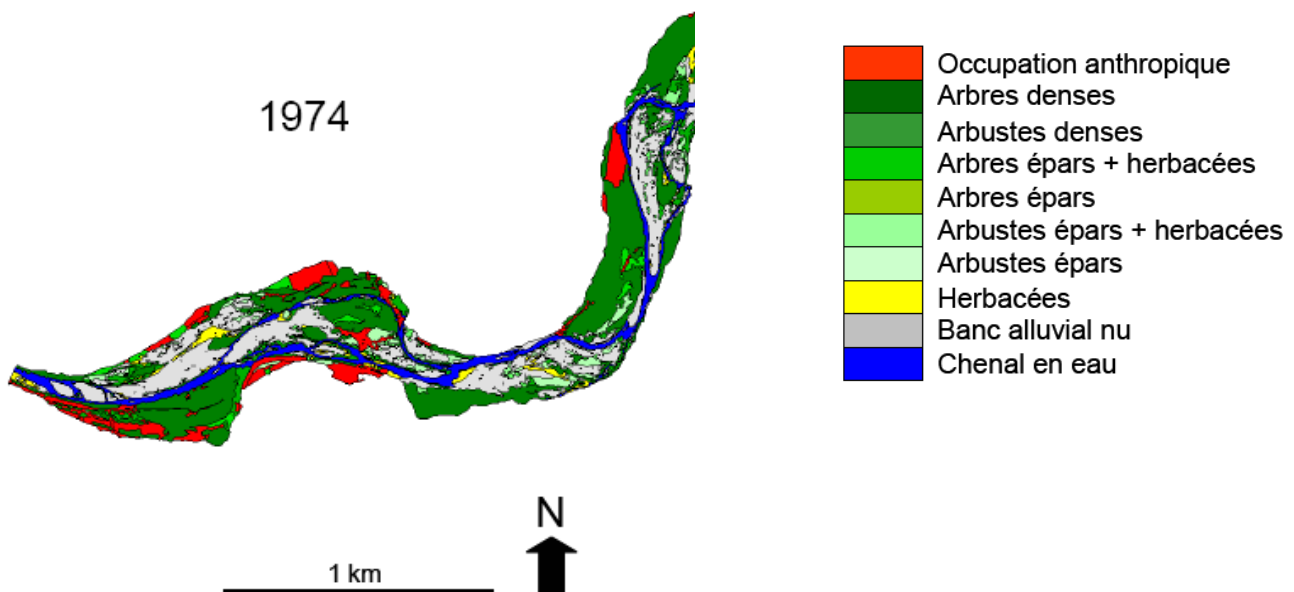 1974
Occupation anthropique
Arbres denses
Arbustes denses
Arbres épars + herbacées
Arbres épars
Arbustes épars + herbacées
Arbustes épars
Herbacées
Banc alluvial nu
Chenal en eau
N
1 km